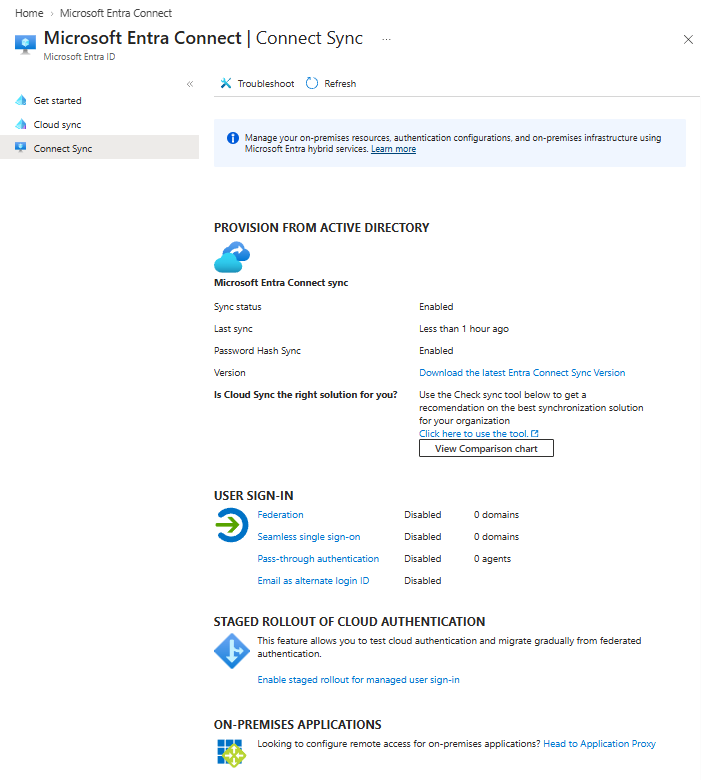 Home › Microsoft Entra Connect
Microsoft Entra Connect | Connect Sync ...
Microsoft Entra ID
«
Troubleshoot Refresh
Get started
Cloud sync
Connect Sync
Manage your on-premises resources, authentication configurations, and on-premises infrastructure using
Microsoft Entra hybrid services. Learn more
PROVISION FROM ACTIVE DIRECTORY
Microsoft Entra Connect sync
Sync status Enabled
Last sync Less than 1 hour ago
Password Hash Sync Enabled
Version Download the latest Entra Connect Sync Version
Is Cloud Sync the right solution for you? Use the Check sync tool below to get a
recomendation on the best synchronization solution
for your organization
Click here to use the tool.
View Comparison chart
USER SIGN-IN
Federation Disabled 0 domains
Seamless single sign-on Disabled 0 domains
Pass-through authentication Disabled 0 agents
Email as alternate login ID Disabled
STAGED ROLLOUT OF CLOUD AUTHENTICATION
This feature allows you to test cloud authentication and migrate gradually from federated
authentication.
Enable staged rollout for managed user sign-in
ON-PREMISES APPLICATIONS
Looking to configure remote access for on-premises applications? Head to Application Proxy